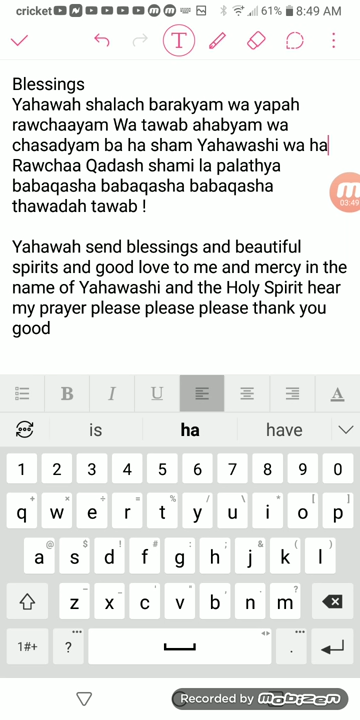 cricket 61% 8:49 AM
T
Blessings
Yahawah shalach barakyam wa yapah
rawchaayam Wa tawab ahabyam wa
chasadyam ba ha sham Yahawashi wa ha
Rawchaa Qadash shami la palathya
babaqasha babaqasha babaqasha
thawadah tawab !
03:49
Yahawah send blessings and beautiful
spirits and good love to me and mercy in the
name of Yahawashi and the Holy Spirit hear
my prayer please please please thank you
good
B I U A
is ha have
1 2 3 4 5 6 7 8 9 0
+ × ÷ = % / _ | [ ]
q w e r t y u i o p
@ $ ! # : ; & ( )
a s d f g h j k l
- ' " , ?
z x c v b n m
1#+ ? .
Recorded by mobizen